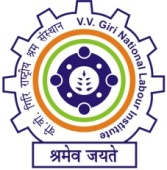 वी.वी. गिरि राष्ट्रीय श्रम संस्थान
V.V. Giri National Labour Institute
श्रमेव जयते